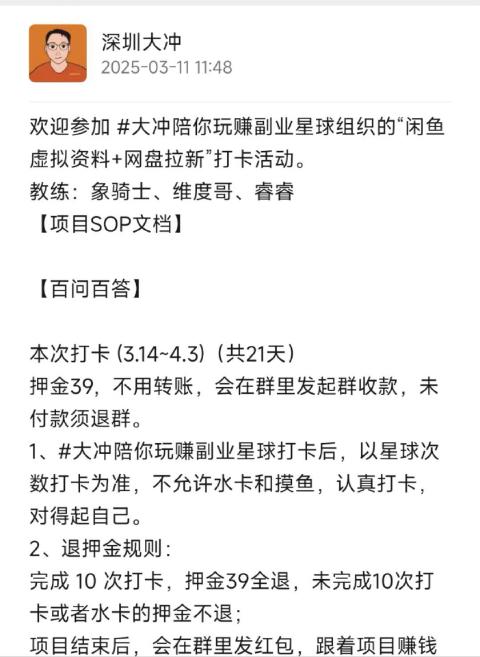 深圳大冲
2025-03-11 11:48
欢迎参加 #大冲陪你玩赚副业星球组织的“闲鱼
虚拟资料+网盘拉新”打卡活动。
教练：象骑士、维度哥、睿睿
【项目SOP文档】
【百问百答】
本次打卡 (3.14~4.3)（共21天）
押金39，不用转账，会在群里发起群收款，未
付款须退群。
1、#大冲陪你玩赚副业星球打卡后，以星球次
数打卡为准，不允许水卡和摸鱼，认真打卡，
对得起自己。
2、退押金规则：
完成 10 次打卡，押金39全退，未完成10次打
卡或者水卡的押金不退；
项目结束后，会在群里发红包，跟着项目赚钱